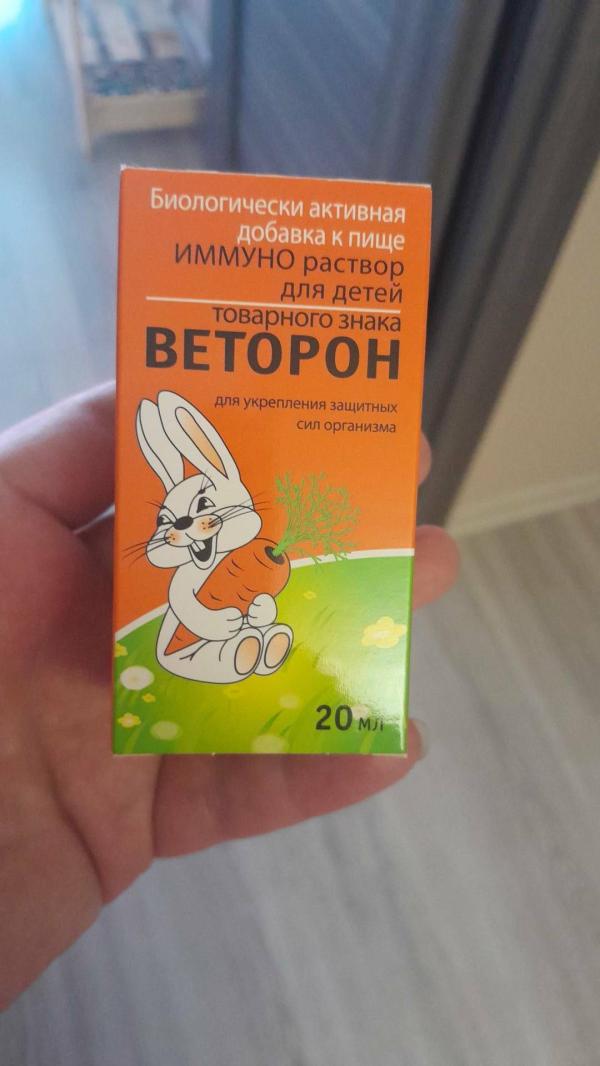 Биологически активная
добавка к пище
ИММУНО раствор
для детей
товарного знака
ВЕТОРОН
для укрепления защитных
сил организма
20 мл